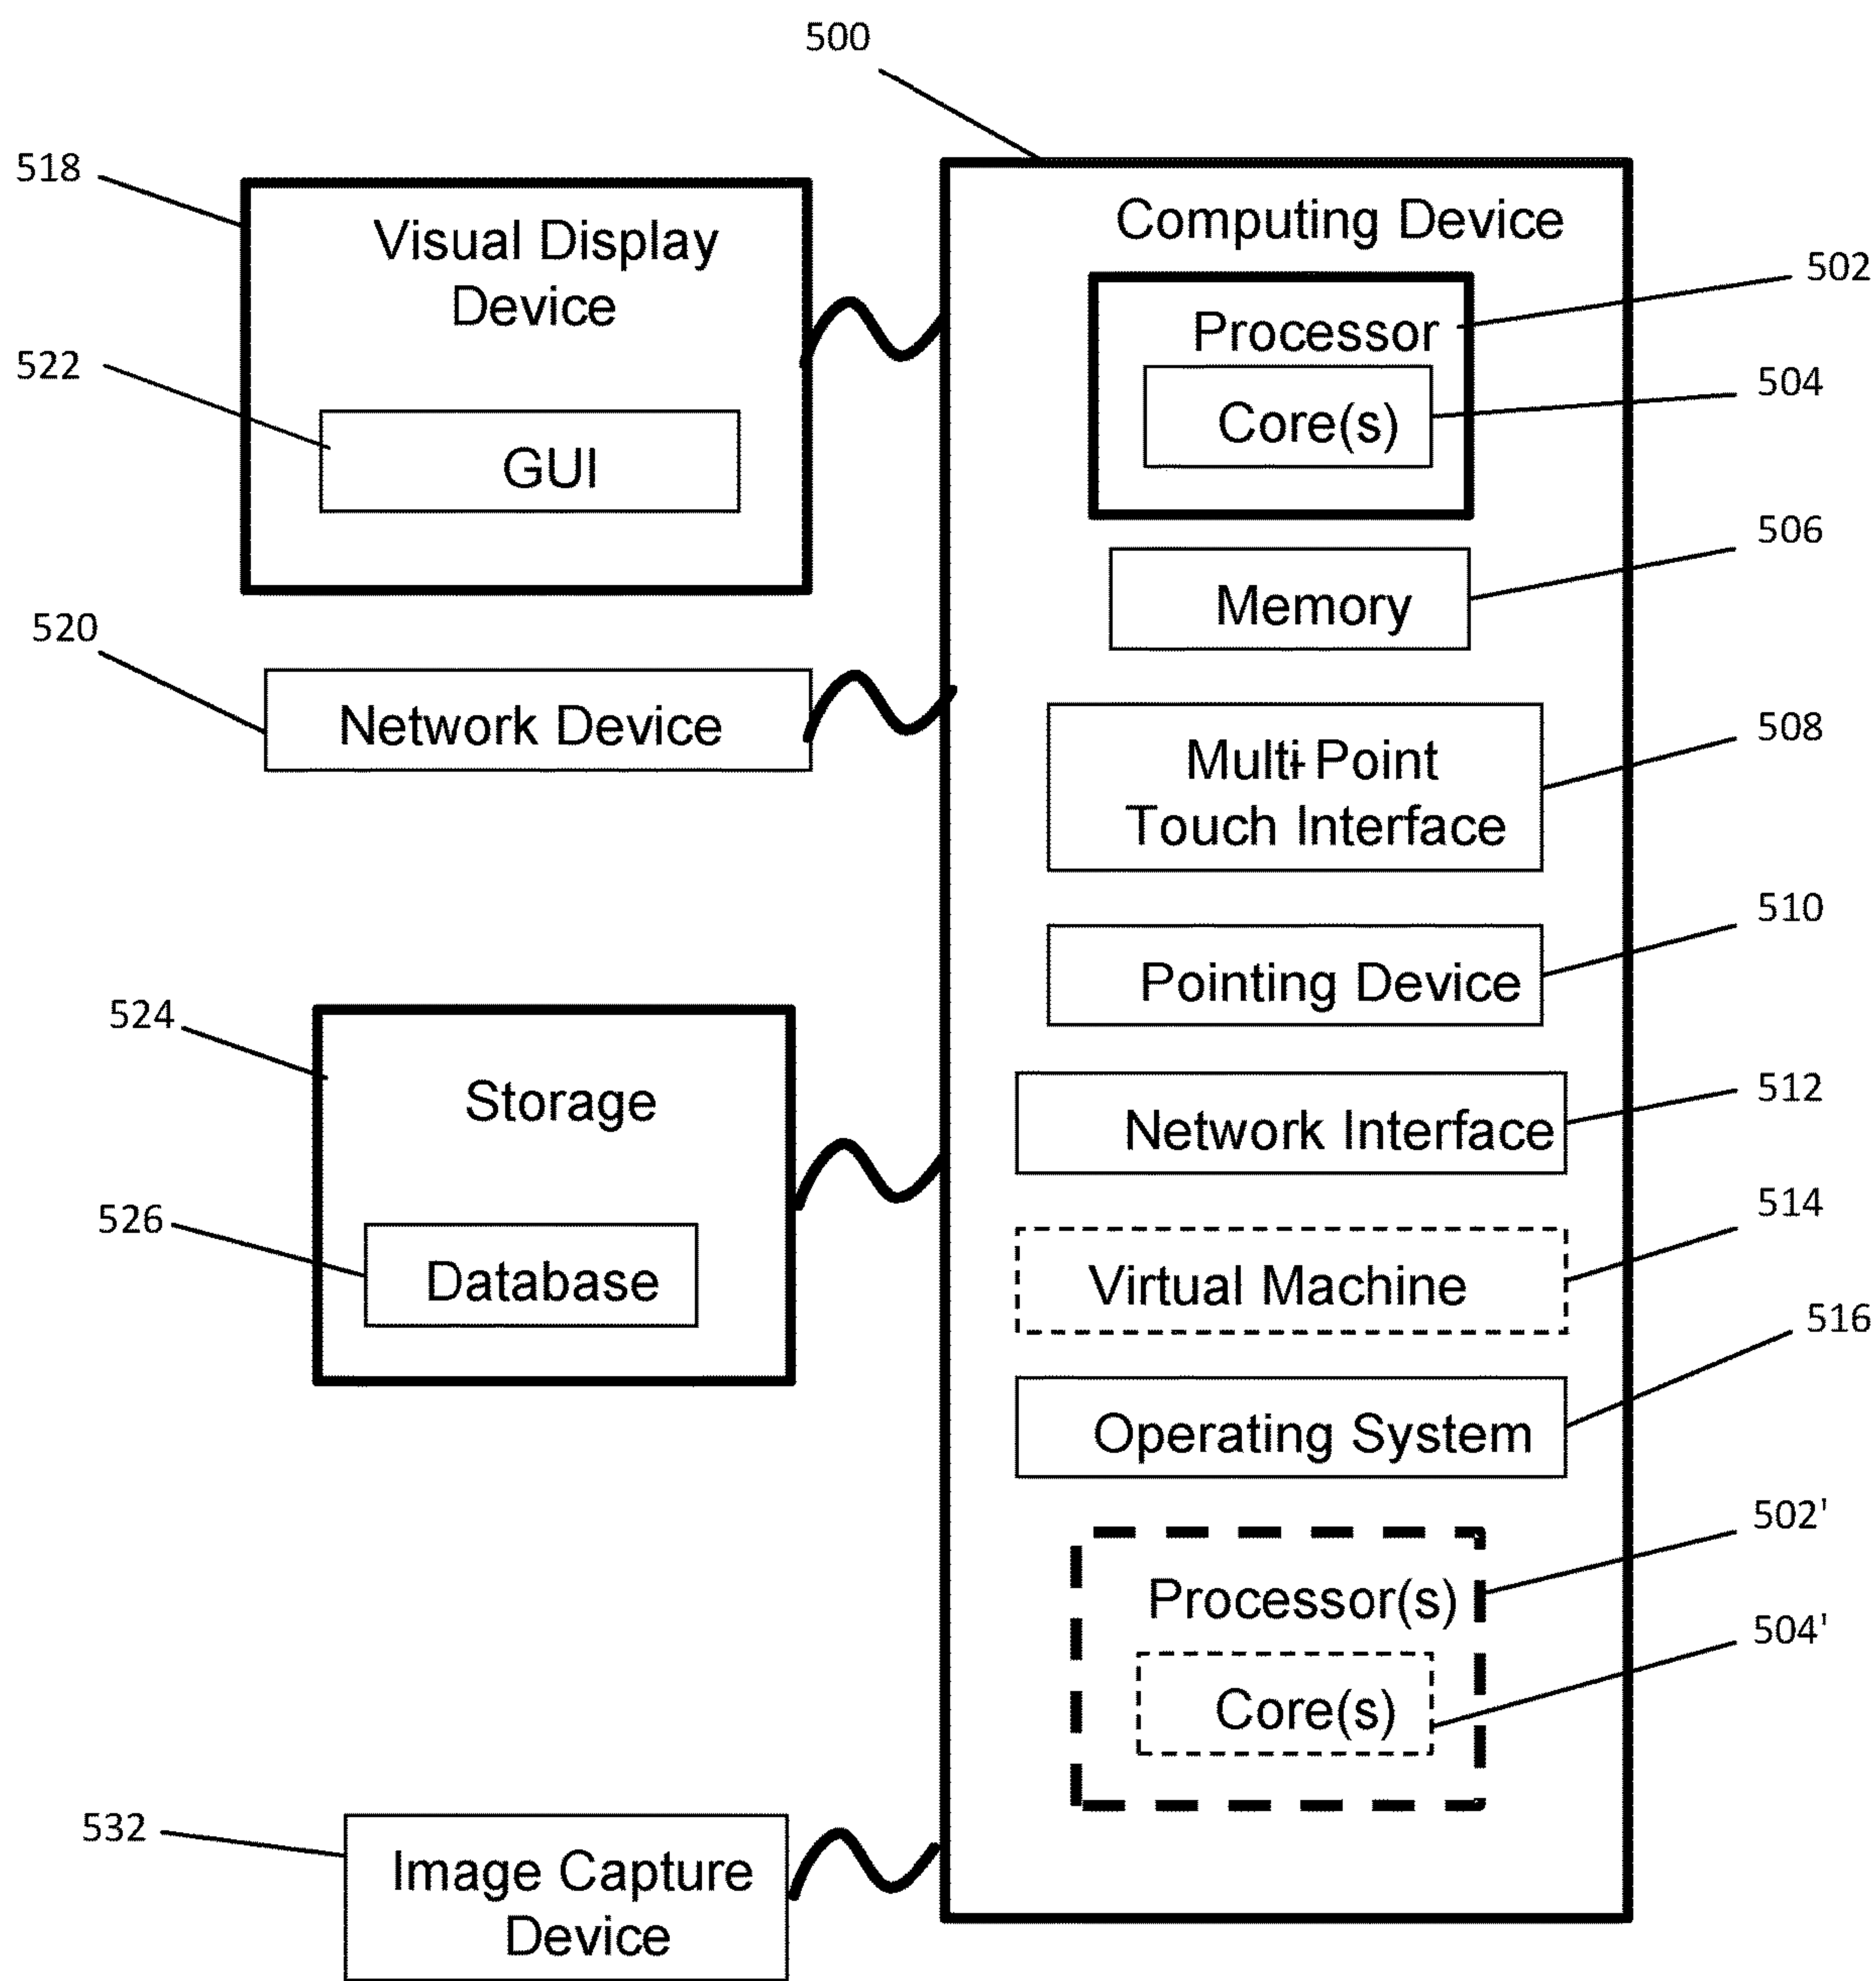 500
518
Visual Display
Device
522
GUI
520
Network Device
524
Storage
526
Database
532
Image Capture
Device
Computing Device
502
Processor
504
Core(s)
506
Memory
508
Multi-Point
Touch Interface
510
Pointing Device
512
Network Interface
514
Virtual Machine
516
Operating System
502'
Processor(s)
504'
Core(s)